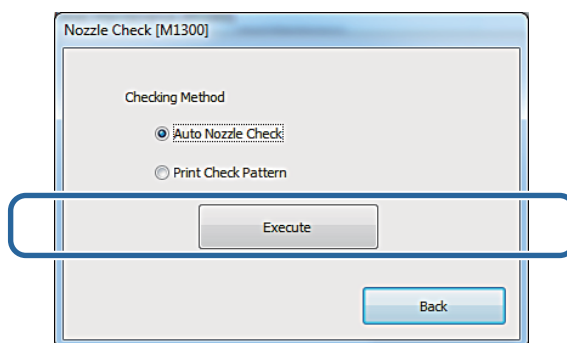 Nozzle Check [M1300]
Checking Method
Auto Nozzle Check
Print Check Pattern
Execute
Back